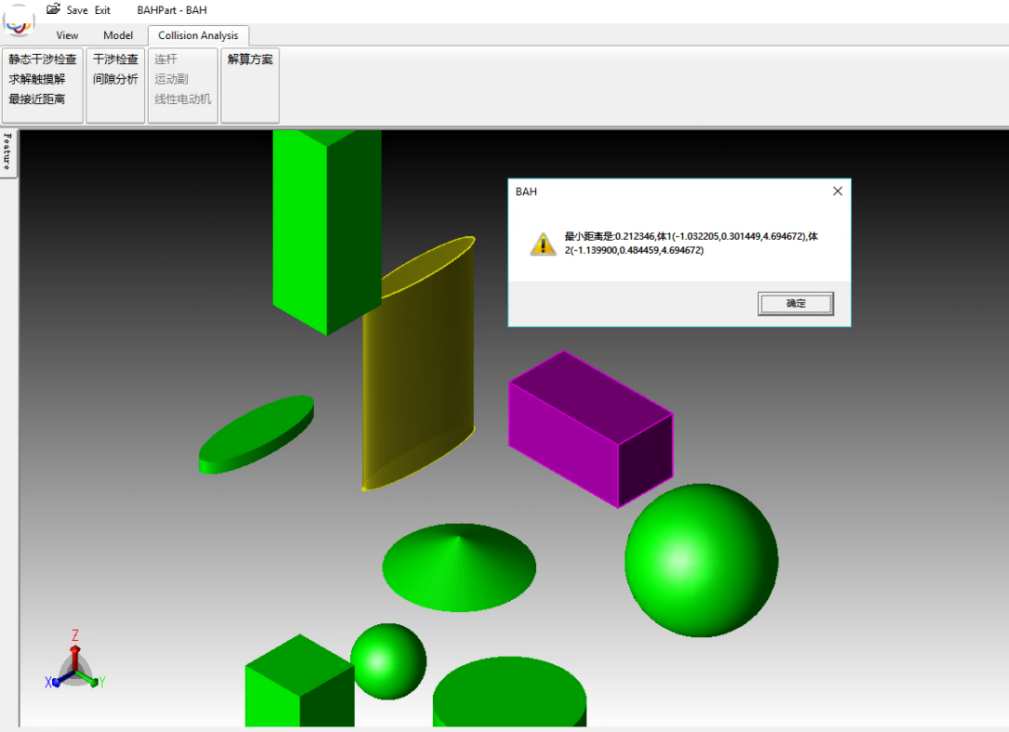 Save Exit BAHPart - BAH
View Model Collision Analysis
静态干涉检查 干涉检查 连杆 解算方案
求解触摸解 间隙分析 运动副
最接近距离 线性电动机
Feature
BAH
最小距离是:0.212346,体1(-1.032205,0.301449,4.694672),体
2(-1.139900,0.484459,4.694672)
确定
Z
X Y